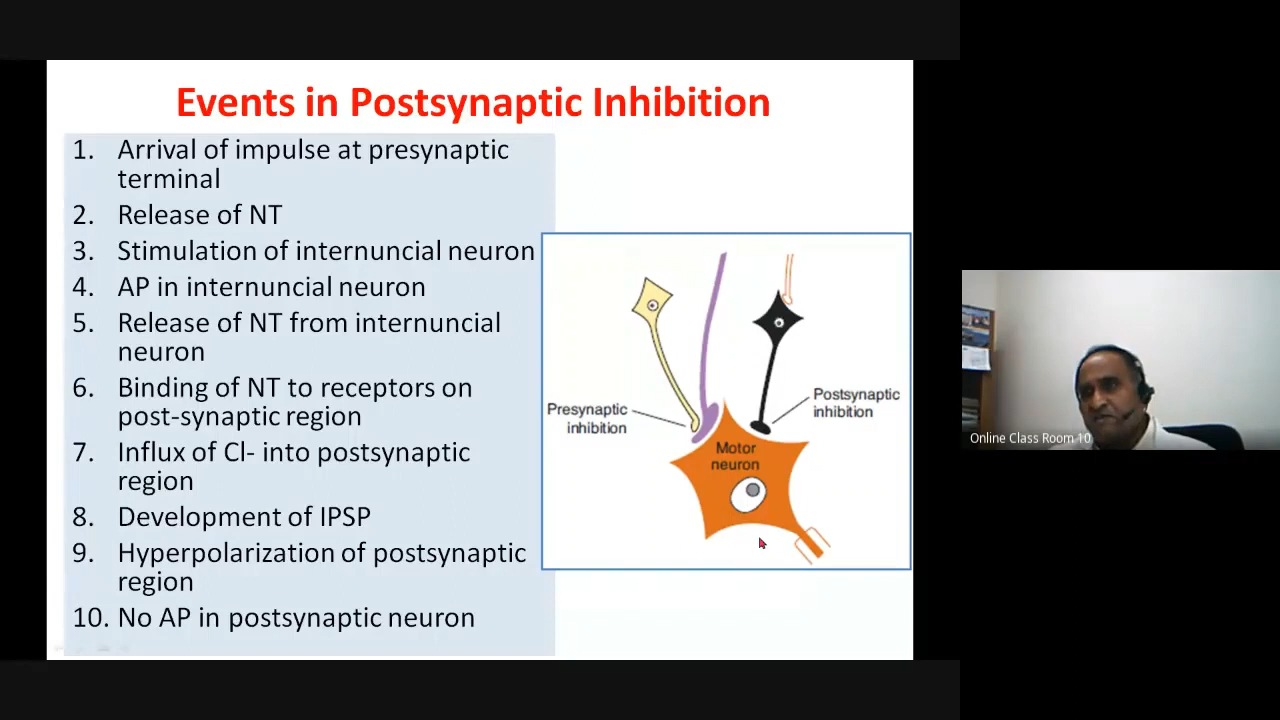 Events in Postsynaptic Inhibition
1. Arrival of impulse at presynaptic
terminal
2. Release of NT
3. Stimulation of internuncial neuron
4. AP in internuncial neuron
5. Release of NT from internuncial
neuron
6. Binding of NT to receptors on
post-synaptic region
7. Influx of Cl- into postsynaptic
region
8. Development of IPSP
9. Hyperpolarization of postsynaptic
region
10. No AP in postsynaptic neuron
Presynaptic
inhibition
Postsynaptic
inhibition
Motor
neuron
Online Class Room 10